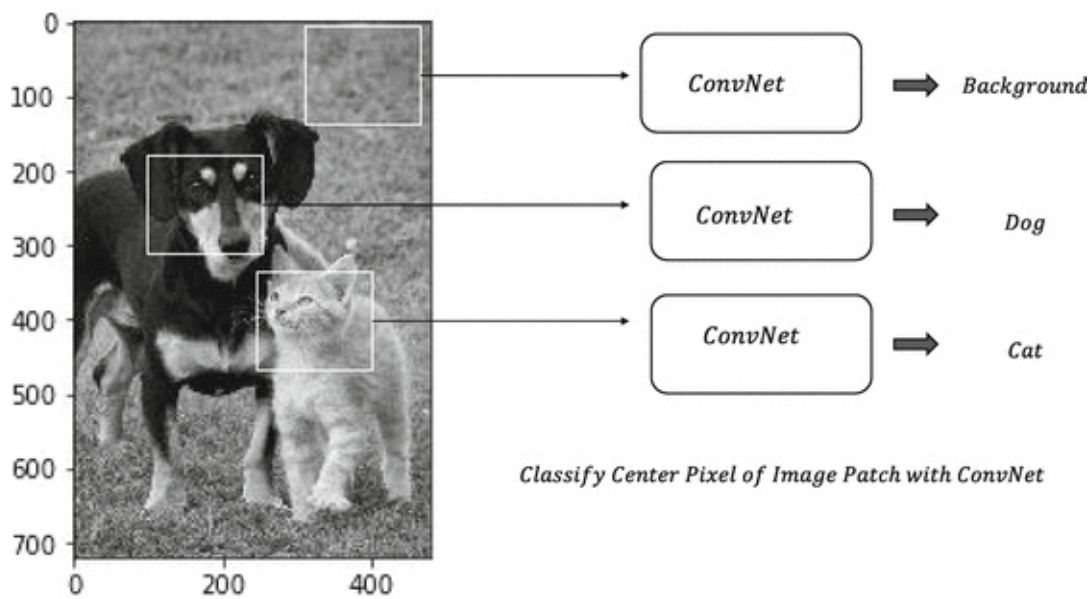 0
100
200
300
400
500
600
700
0 200 400
ConvNet
Background
ConvNet
Dog
ConvNet
Cat
Classify Center Pixel of Image Patch with ConvNet